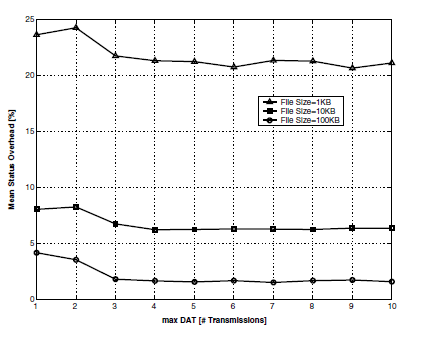 25
20
15
10
5
0
Mean Status Overhead [%]
File Size=1KB
File Size=10KB
File Size=100KB
1 2 3 4 5 6 7 8 9 10
max DAT [# Transmissions]